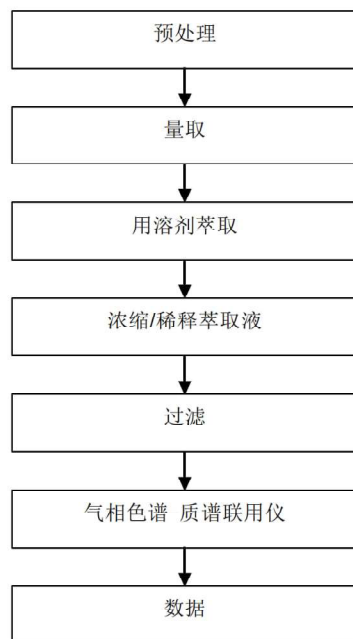 预处理
量取
用溶剂萃取
浓缩/稀释萃取液
过滤
气相色谱 质谱联用仪
数据